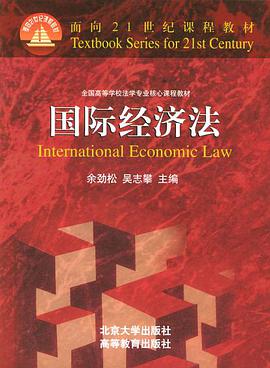 面向21世纪课程教材
Textbook Series for 21st Century
全国高等学校法学专业核心课程教材
国际经济法
International Economic Law
余劲松 吴志攀 主编
北京大学出版社
高等教育出版社